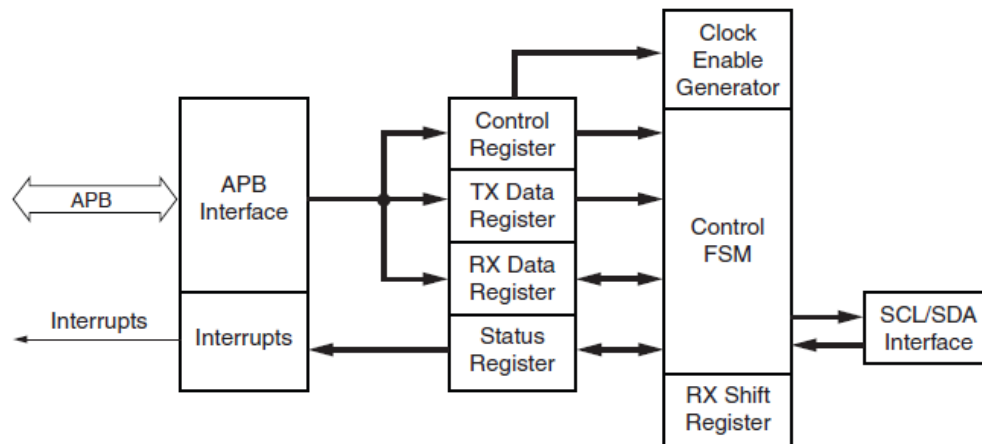 Clock
Enable
Generator
Control
Register
TX Data
Register
RX Data
Register
Status
Register
APB
APB
Interface
Interrupts
Interrupts
Control
FSM
SCL/SDA
Interface
RX Shift
Register